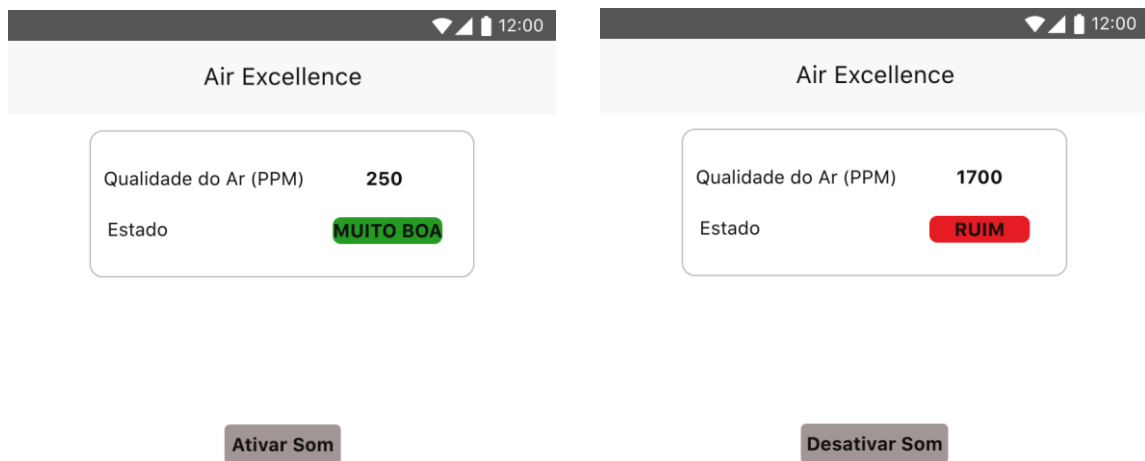 12:00
Air Excellence
Qualidade do Ar (PPM) 250
Estado MUITO BOA
Ativar Som
12:00
Air Excellence
Qualidade do Ar (PPM) 1700
Estado RUIM
Desativar Som